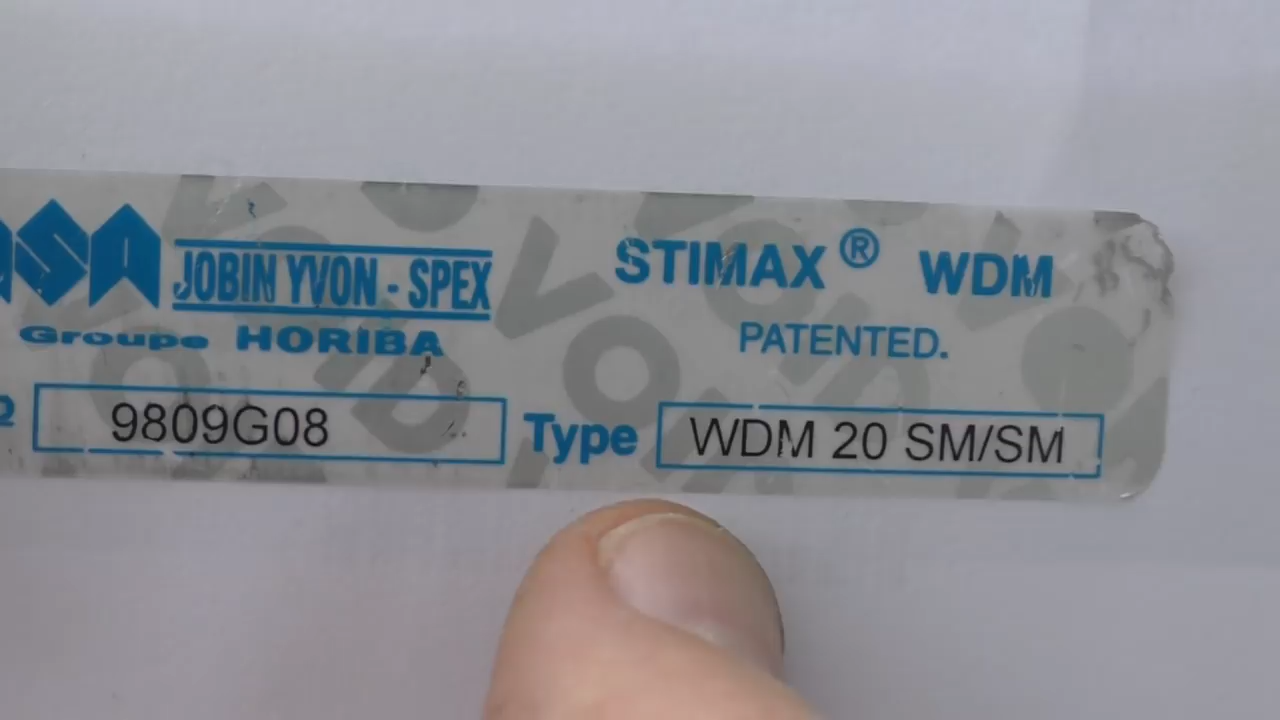 JOBIN YVON - SPEX
Groupe HORIBA
STIMAX® WDM
PATENTED.
9809G08
Type WDM 20 SM/SM